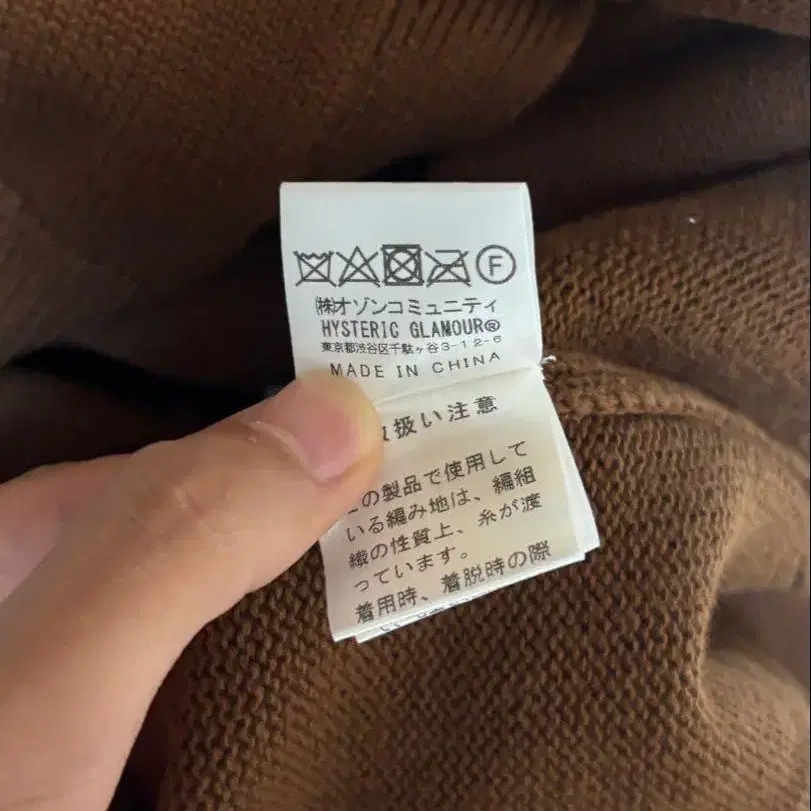 F
㈱オゾンコミュニティ
HYSTERIC GLAMOUR®
東京都渋谷区千駄ヶ谷3-12-6
MADE IN CHINA
扱い注意
の製品で使用して
いる編み地は、編組
織の性質上、糸が渡
っています。
着用時、着脱時の際